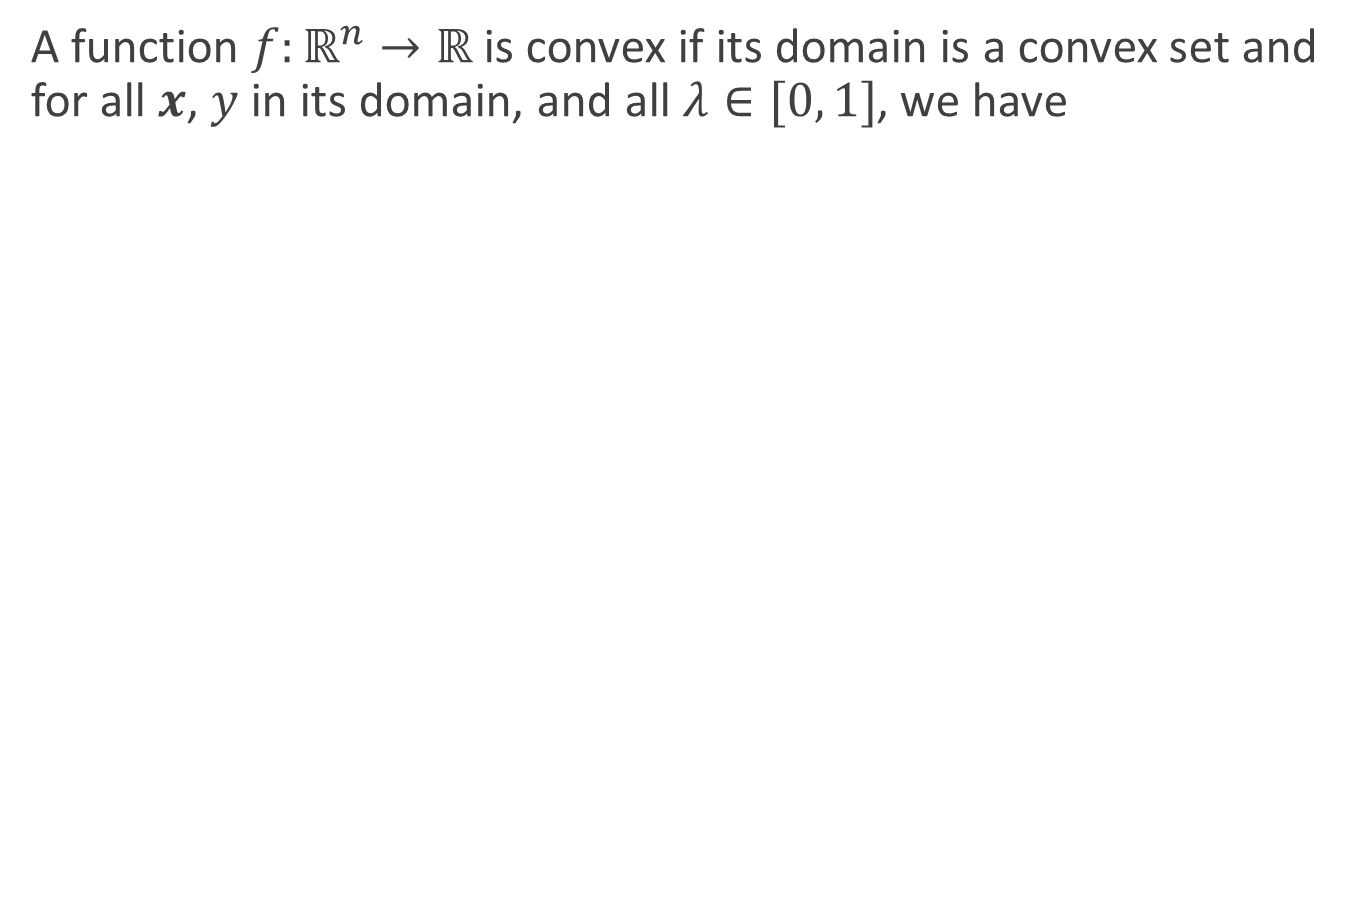 A function 𝑓: ℝⁿ → ℝ is convex if its domain is a convex set and
for all 𝒙, 𝑦 in its domain, and all 𝜆 ∈ [0, 1], we have